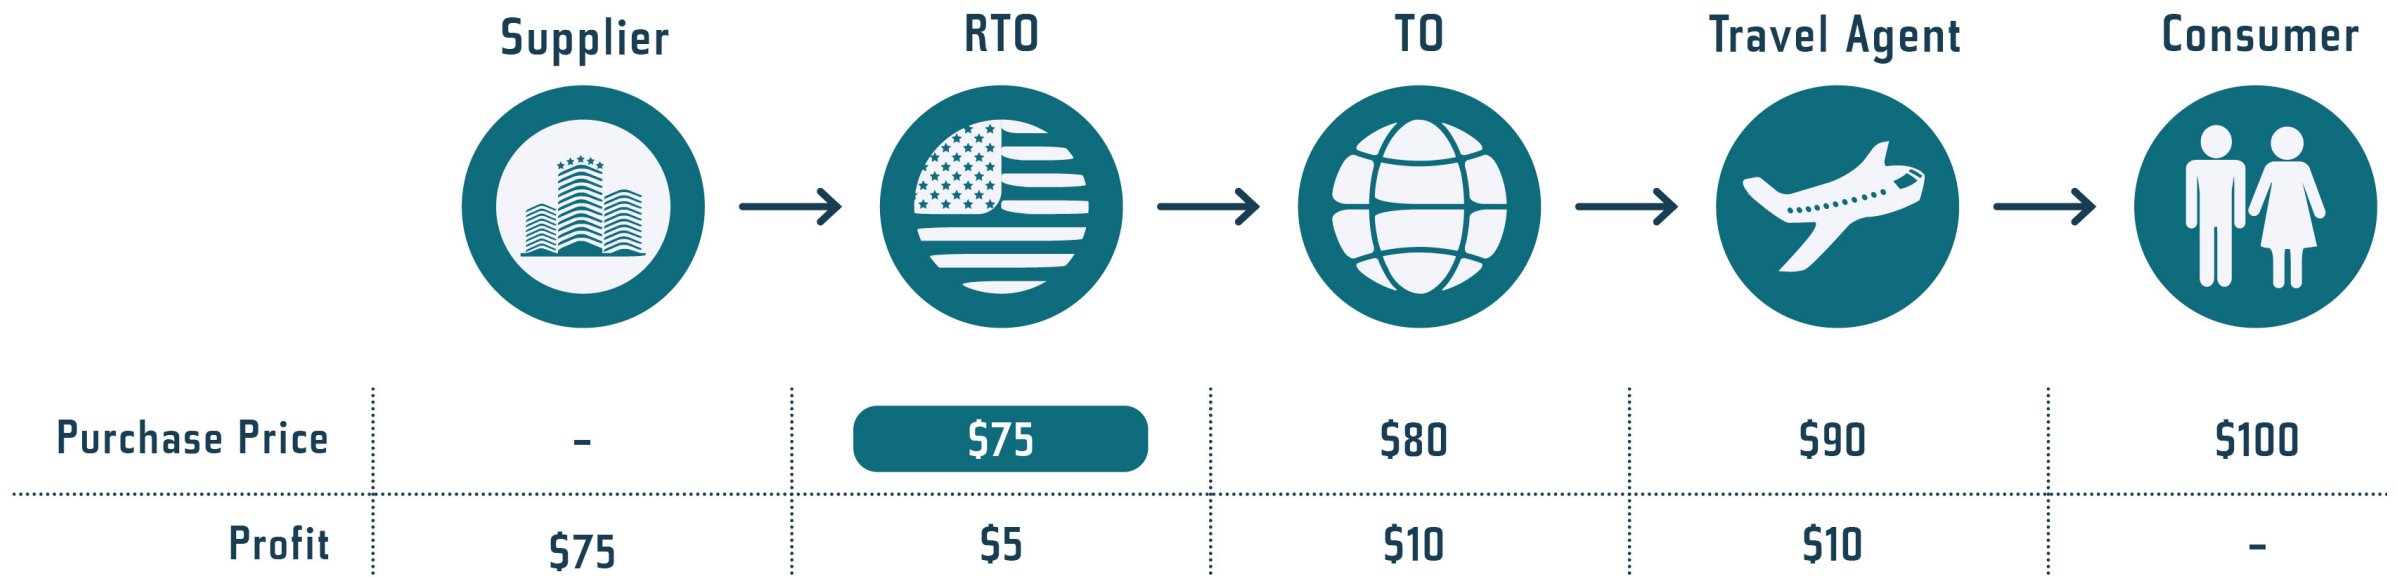 Supplier RTO TO Travel Agent Consumer
Purchase Price – $75 $80 $90 $100
Profit $75 $5 $10 $10 –